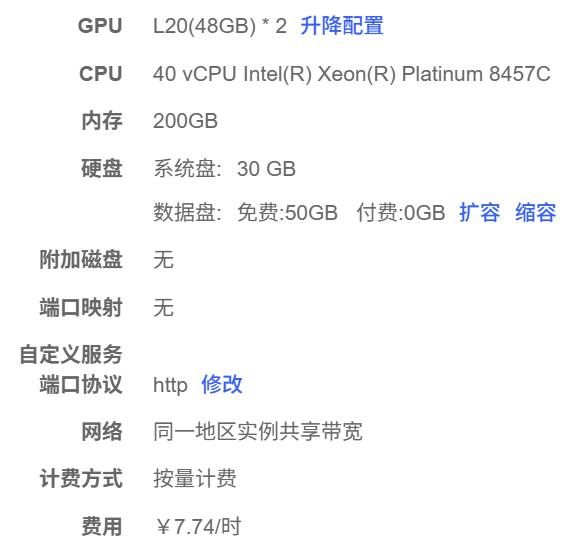 GPU L20(48GB) * 2 升降配置
CPU 40 vCPU Intel(R) Xeon(R) Platinum 8457C
内存 200GB
硬盘 系统盘: 30 GB
数据盘: 免费:50GB 付费:0GB 扩容 缩容
附加磁盘 无
端口映射 无
自定义服务
端口协议 http 修改
网络 同一地区实例共享带宽
计费方式 按量计费
费用 ￥7.74/时